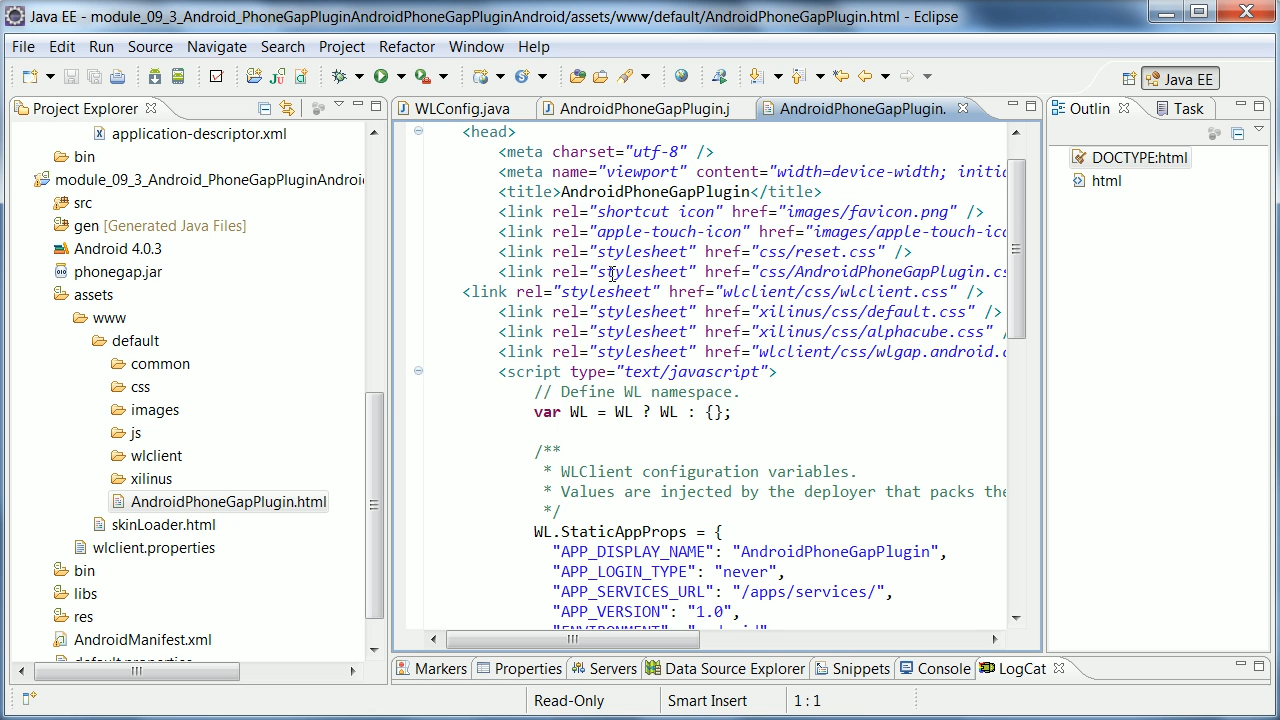 Java EE - module_09_3_Android_PhoneGapPluginAndroidPhoneGapPluginAndroid/assets/www/default/AndroidPhoneGapPlugin.html - Eclipse
File Edit Run Source Navigate Search Project Refactor Window Help
Java EE
Project Explorer
application-descriptor.xml
bin
module_09_3_Android_PhoneGapPluginAndroi
src
gen [Generated Java Files]
Android 4.0.3
phonegap.jar
assets
www
default
common
css
images
js
wlclient
xilinus
AndroidPhoneGapPlugin.html
skinLoader.html
wlclient.properties
bin
libs
res
AndroidManifest.xml
WLConfig.java AndroidPhoneGapPlugin.j AndroidPhoneGapPlugin.
<head>
<meta charset="utf-8" />
<meta name="viewport" content="width=device-width; initia
<title>AndroidPhoneGapPlugin</title>
<link rel="shortcut icon" href="images/favicon.png" />
<link rel="apple-touch-icon" href="images/apple-touch-ico
<link rel="stylesheet" href="css/reset.css" />
<link rel="stylesheet" href="css/AndroidPhoneGapPlugin.cs
<link rel="stylesheet" href="wlclient/css/wlclient.css" />
<link rel="stylesheet" href="xilinus/css/default.css" />
<link rel="stylesheet" href="xilinus/css/alphacube.css" /
<link rel="stylesheet" href="wlclient/css/wlgap.android.c
<script type="text/javascript">
// Define WL namespace.
var WL = WL ? WL : {};
/**
* WLClient configuration variables.
* Values are injected by the deployer that packs the
*/
WL.StaticAppProps = {
"APP_DISPLAY_NAME": "AndroidPhoneGapPlugin",
"APP_LOGIN_TYPE": "never",
"APP_SERVICES_URL": "/apps/services/",
"APP_VERSION": "1.0",
Outlin Task
DOCTYPE:html
html
Markers Properties Servers Data Source Explorer Snippets Console LogCat
Read-Only Smart Insert 1 : 1